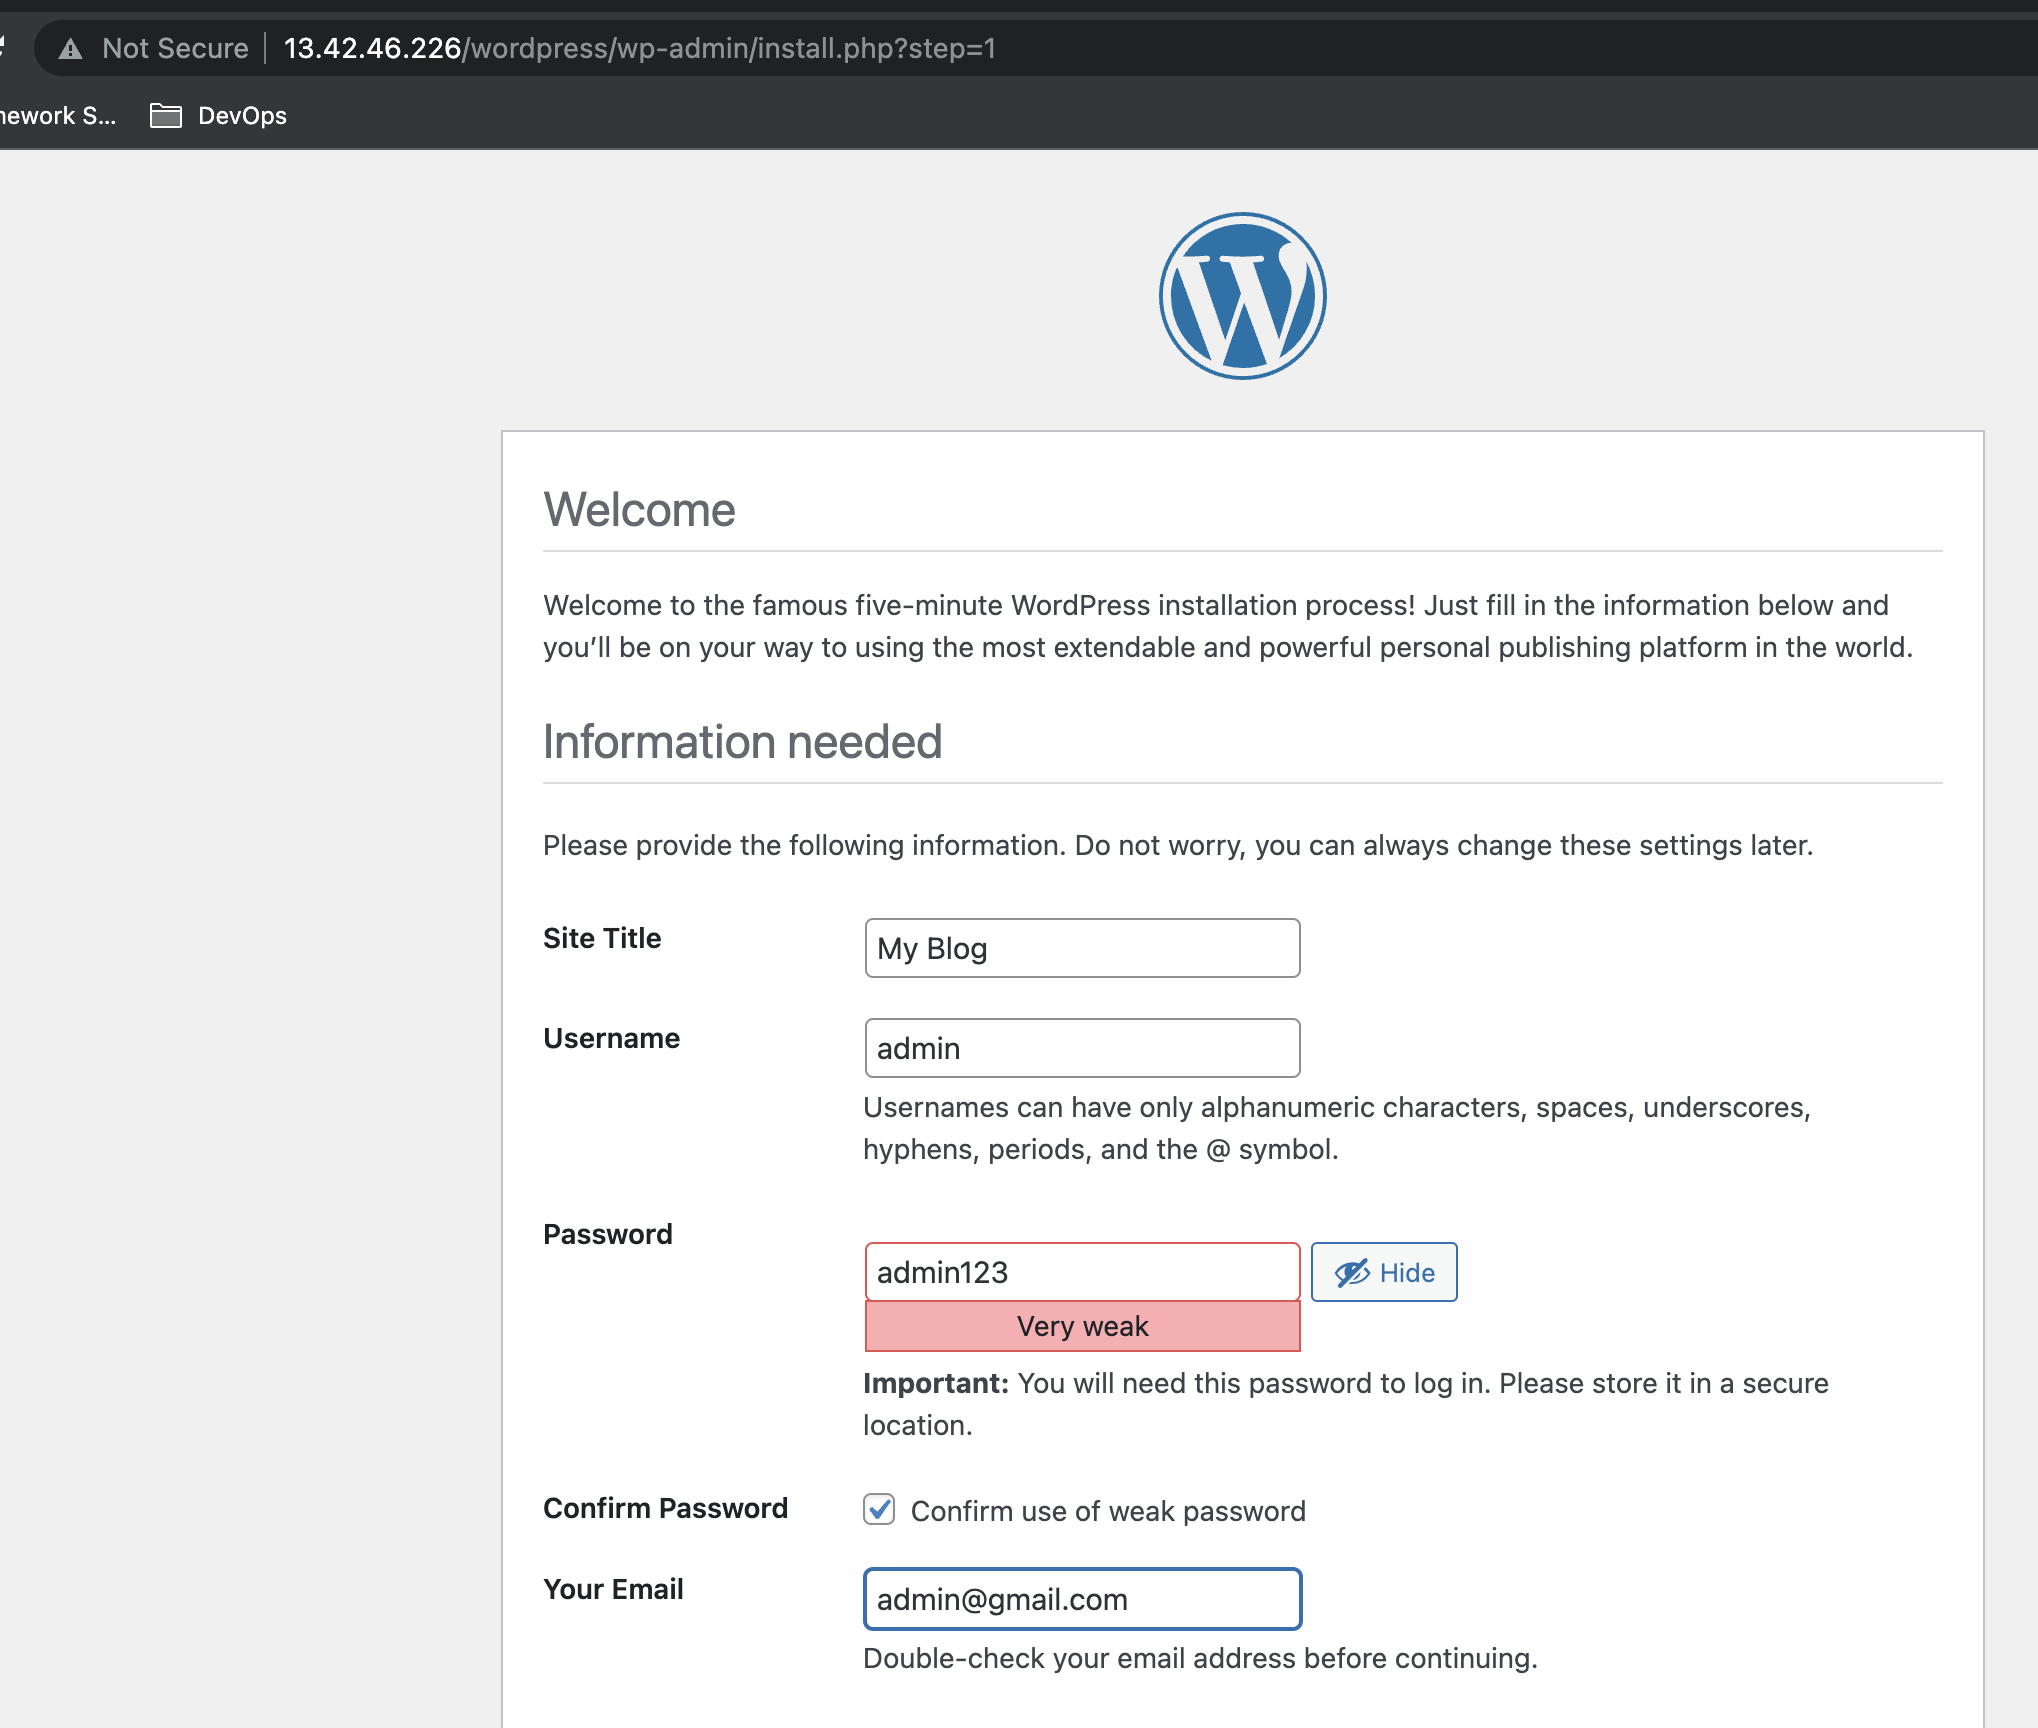 Not Secure 13.42.46.226/wordpress/wp-admin/install.php?step=1
S... DevOps
Welcome
Welcome to the famous five-minute WordPress installation process! Just fill in the information below and
you’ll be on your way to using the most extendable and powerful personal publishing platform in the world.
Information needed
Please provide the following information. Do not worry, you can always change these settings later.
Site Title My Blog
Username admin
Usernames can have only alphanumeric characters, spaces, underscores,
hyphens, periods, and the @ symbol.
Password
admin123 Hide
Very weak
Important: You will need this password to log in. Please store it in a secure
location.
Confirm Password Confirm use of weak password
Your Email admin@gmail.com
Double-check your email address before continuing.